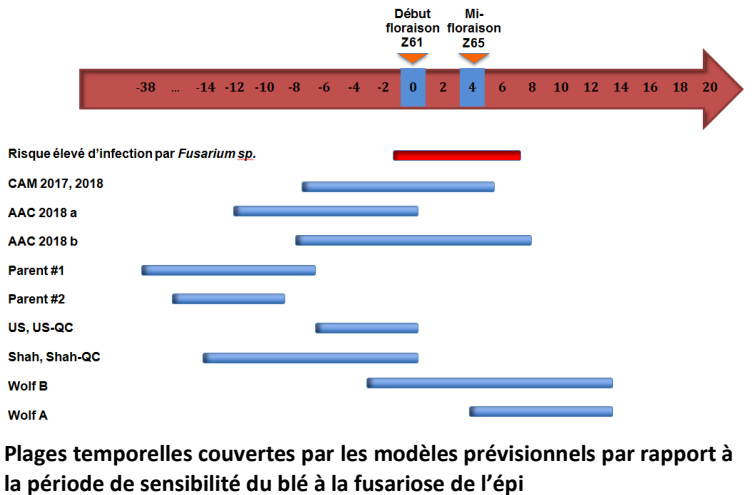 Début floraison Z61
Mi-floraison Z65
-38 ... -14 -12 -10 -8 -6 -4 -2 0 2 4 6 8 10 12 14 16 18 20
Risque élevé d'infection par Fusarium sp.
CAM 2017, 2018
AAC 2018 a
AAC 2018 b
Parent #1
Parent #2
US, US-QC
Shah, Shah-QC
Wolf B
Wolf A
Plages temporelles couvertes par les modèles prévisionnels par rapport à
la période de sensibilité du blé à la fusariose de l'épi